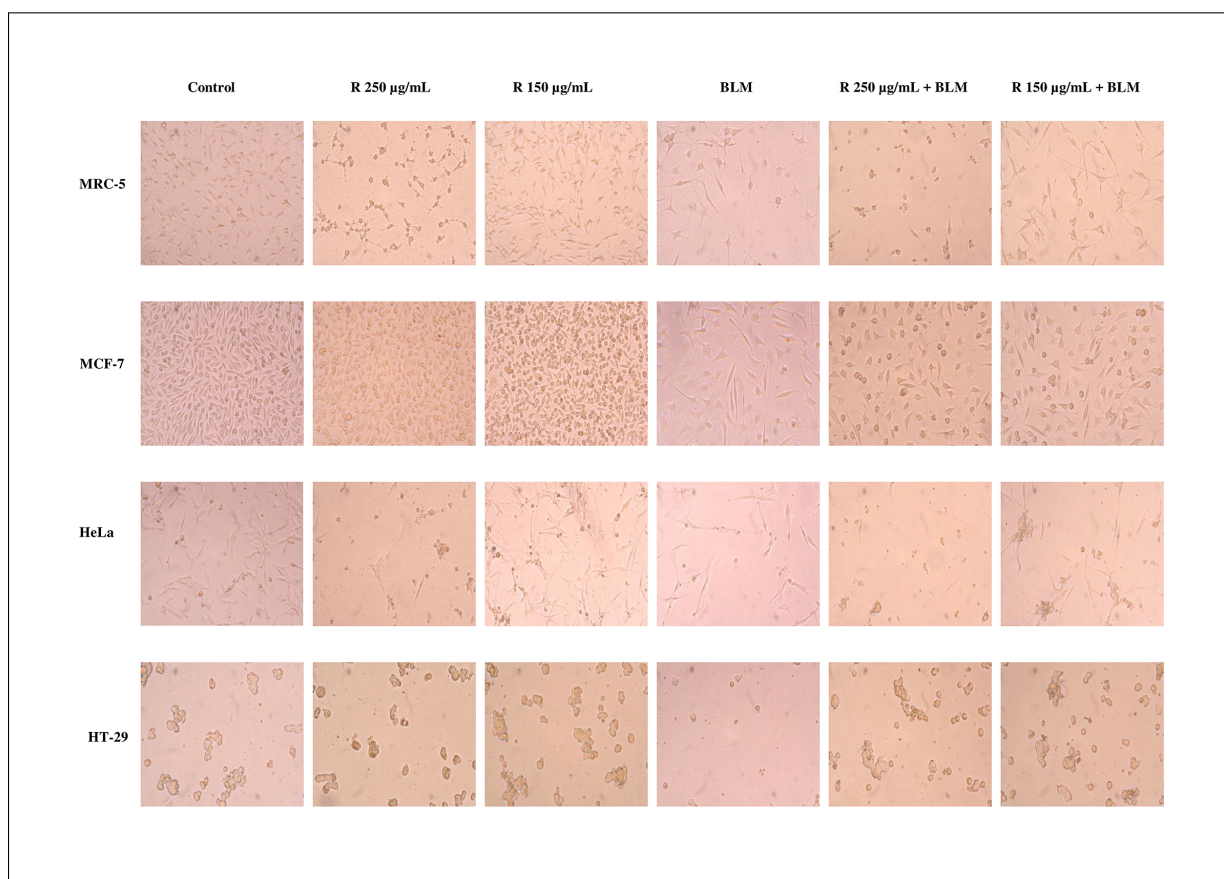 Control R 250 µg/mL R 150 µg/mL BLM R 250 µg/mL + BLM R 150 µg/mL + BLM
MRC-5
MCF-7
HeLa
HT-29